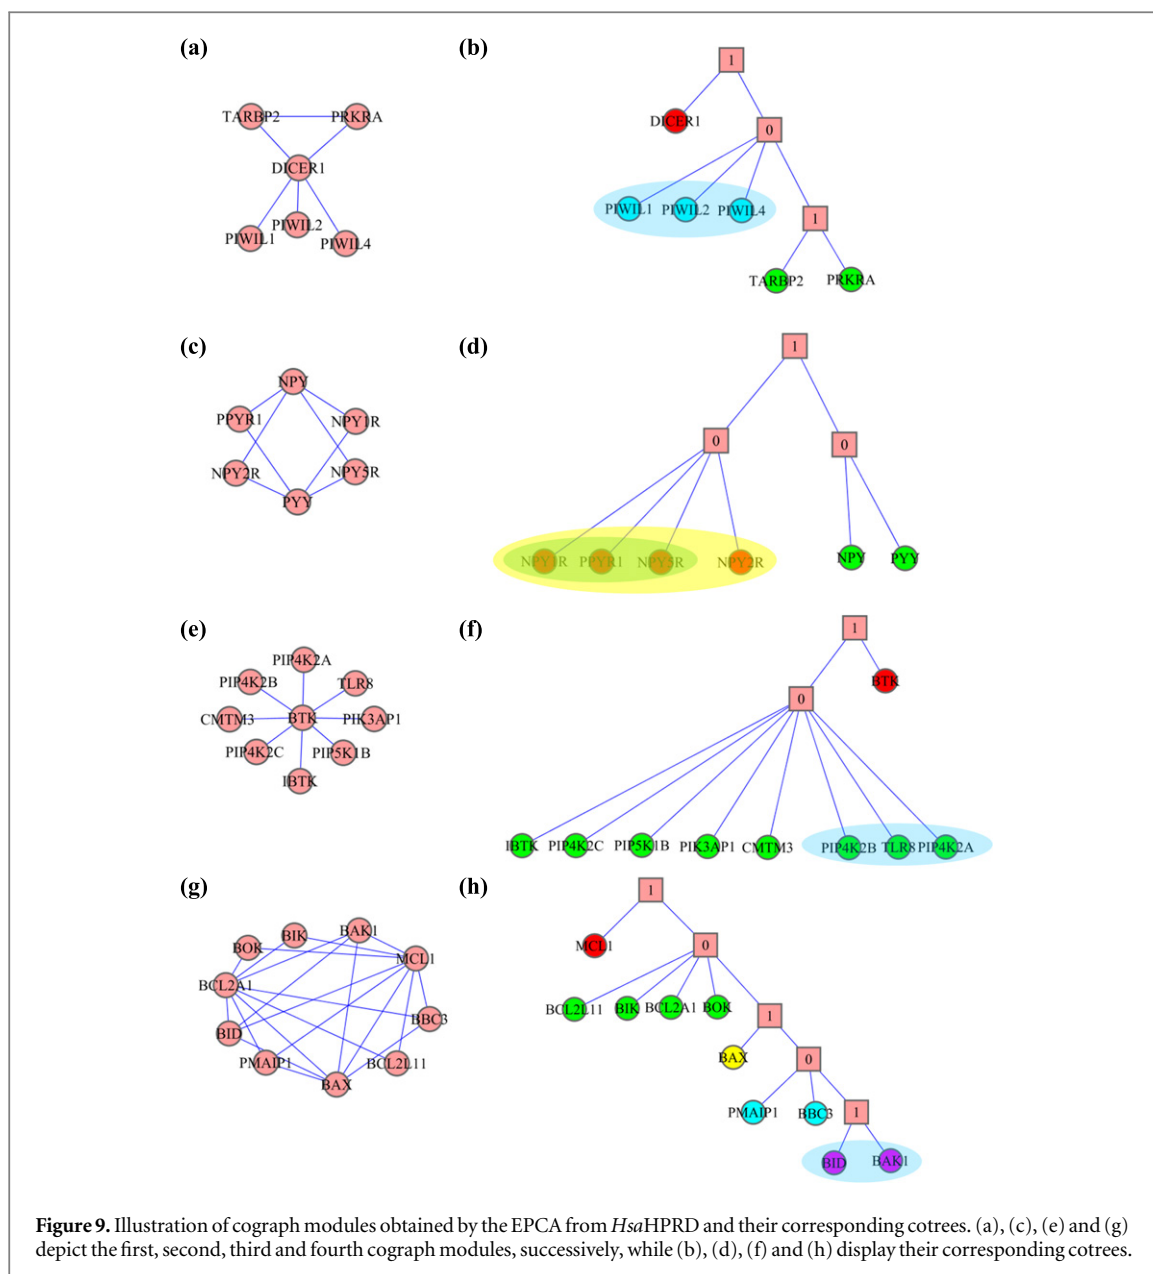 (a)
(b)
TARBP2 PRKRA
DICER1
PIWIL1 PIWIL2 PIWIL4
1
DICER1
0
PIWIL1 PIWIL2 PIWIL4
1
TARBP2 PRKRA
(c)
(d)
NPY
PPYR1 NPY1R
NPY2R NPY5R
PYY
1
0 0
NPY1R PPYR1 NPY5R NPY2R NPY PYY
(e)
(f)
PIP4K2A
PIP4K2B TLR8
CMTM3 BTK PIK3AP1
PIP4K2C PIP5K1B
IBTK
1
BTK
0
IBTK PIP4K2C PIP5K1B PIK3AP1 CMTM3 PIP4K2B TLR8 PIP4K2A
(g)
(h)
BIK BAK1
BOK MCL1
BCL2A1
BID BBC3
PMAIP1 BCL2L11
BAX
1
MCL1 0
BCL2L11 BIK BCL2A1 BOK
1
BAX 0
PMAIP1 BBC3 1
BID BAK1
Figure 9. Illustration of cograph modules obtained by the EPCA from HsaHPRD and their corresponding cotrees. (a), (c), (e) and (g)
depict the first, second, third and fourth cograph modules, successively, while (b), (d), (f) and (h) display their corresponding cotrees.